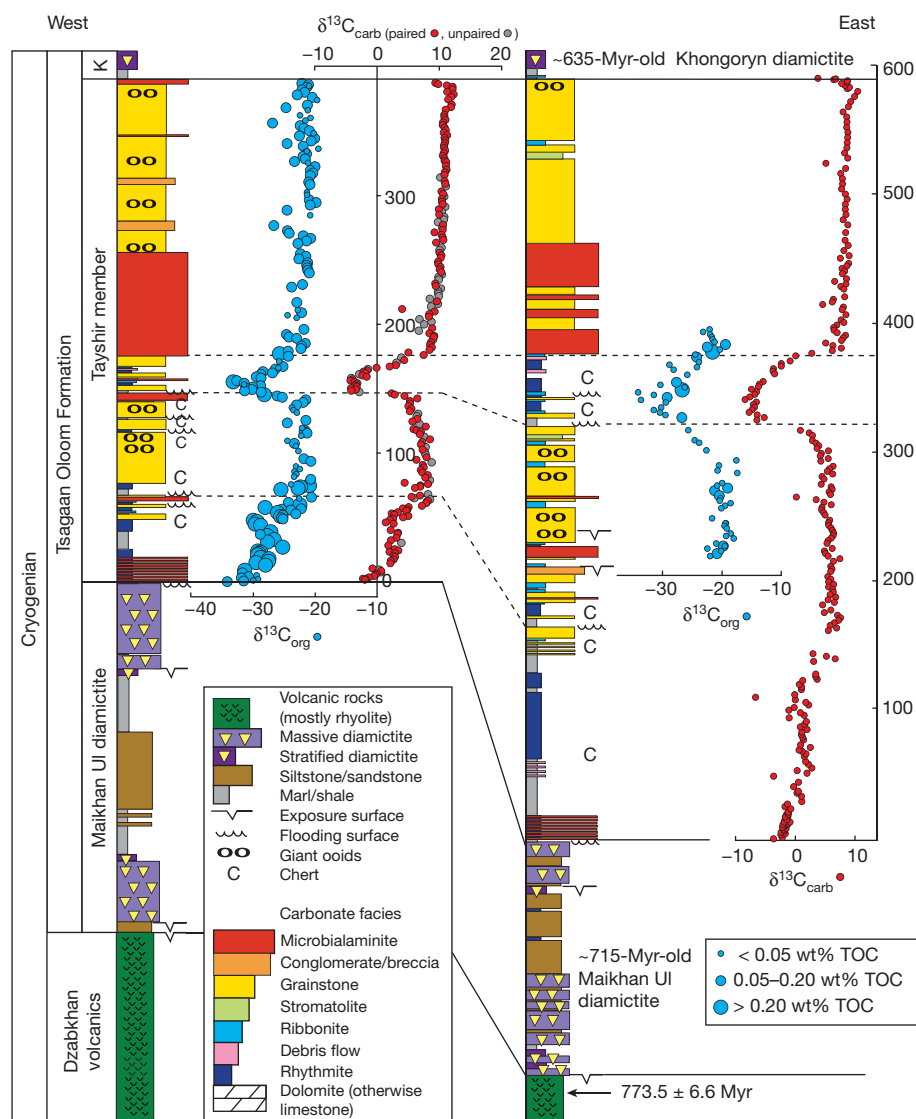 West
East
δ¹³Ccarb (paired , unpaired )
−10 0 10
K
~635-Myr-old Khongoryn diamictite
600
500
400
300
200
100
300
200
100
0
Cryogenian
Tsagaan Oloom Formation
Tayshir member
Maikhan Ul diamictite
Dzabkhan volcanics
C
C
C
C
C
C
C
C
C
C
−40 −30 −20 −10 0 10
δ¹³Corg
−30 −20 −10
δ¹³Corg
−10 0 10
δ¹³Ccarb
Volcanic rocks
(mostly rhyolite)
Massive diamictite
Stratified diamictite
Siltstone/sandstone
Marl/shale
Exposure surface
Flooding surface
Giant ooids
C Chert
Carbonate facies
Microbialaminite
Conglomerate/breccia
Grainstone
Stromatolite
Ribbonite
Debris flow
Rhythmite
Dolomite (otherwise
limestone)
~715-Myr-old
Maikhan Ul
diamictite
< 0.05 wt% TOC
0.05–0.20 wt% TOC
> 0.20 wt% TOC
773.5 ± 6.6 Myr